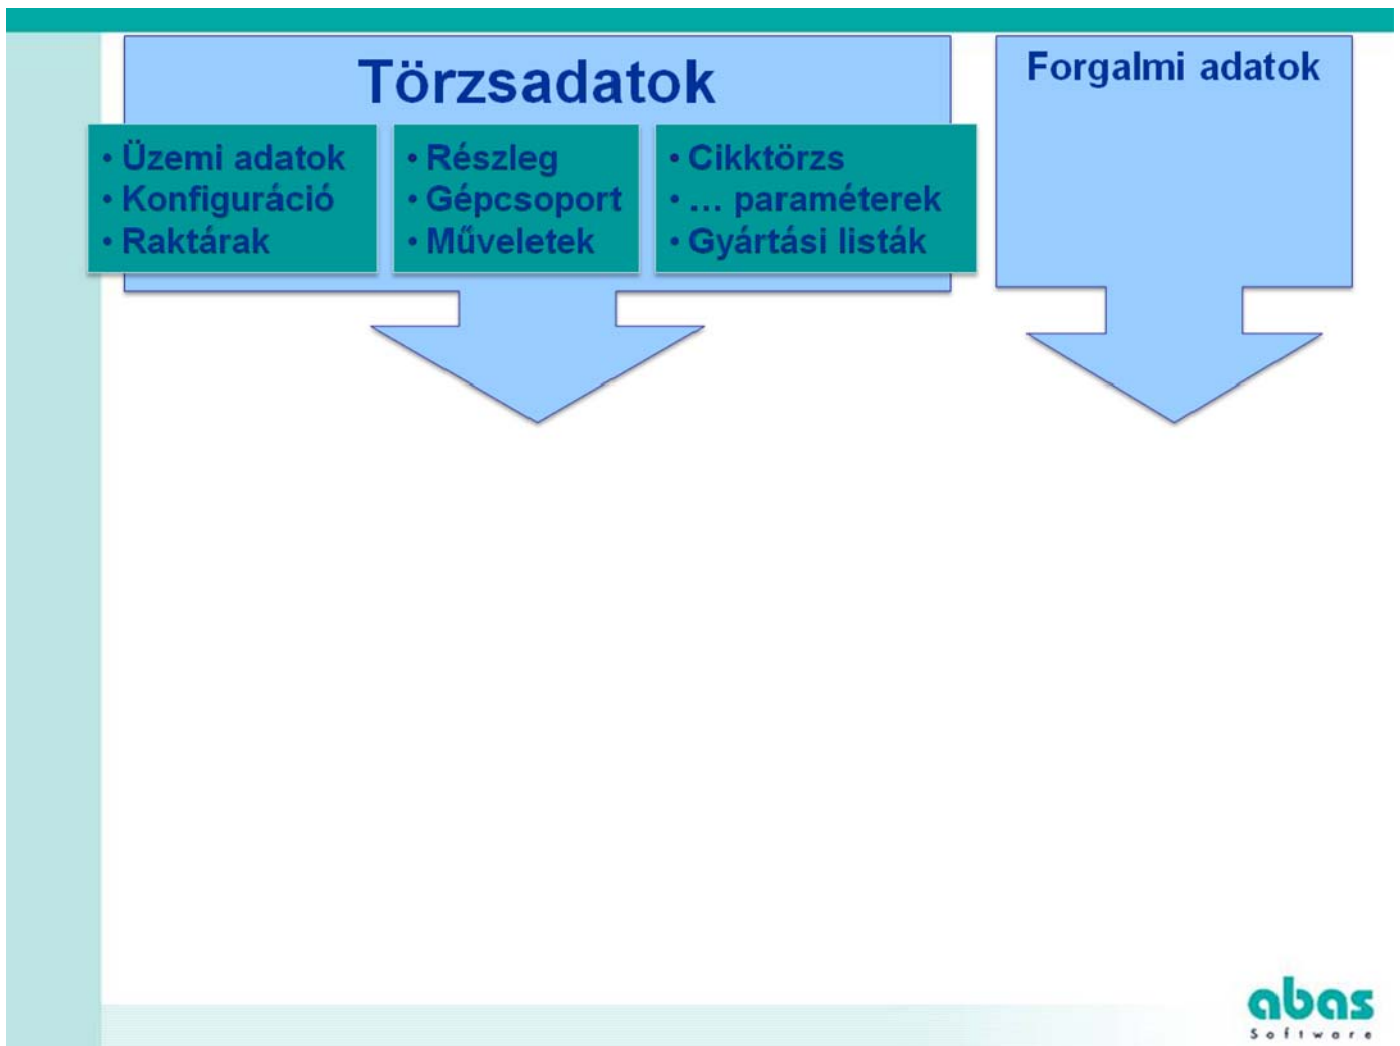 Törzsadatok
• Üzemi adatok
• Konfiguráció
• Raktárak
• Részleg
• Gépcsoport
• Műveletek
• Cikktörzs
• ... paraméterek
• Gyártási listák
Forgalmi adatok
abas
Software